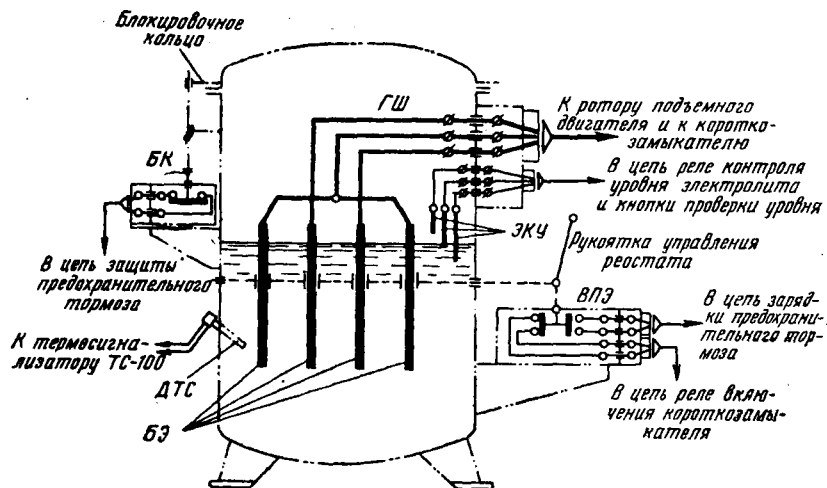 Блокировочное
кольцо
ГШ
К ротору подъемного
двигателя и к коротко-
замыкателю
БК
В цепь реле контроля
уровня электролита
и кнопки проверки уровня
ЭКУ
Рукоятка управления
реостата
В цепь защиты
предохранительного
тормоза
ВПЭ
В цепь заряд-
ки предохрани-
тельного тор-
моза
К термосигна-
лизатору ТС-100
ДТС
БЭ
В цепь реле вклю-
чения короткозамы-
кателя